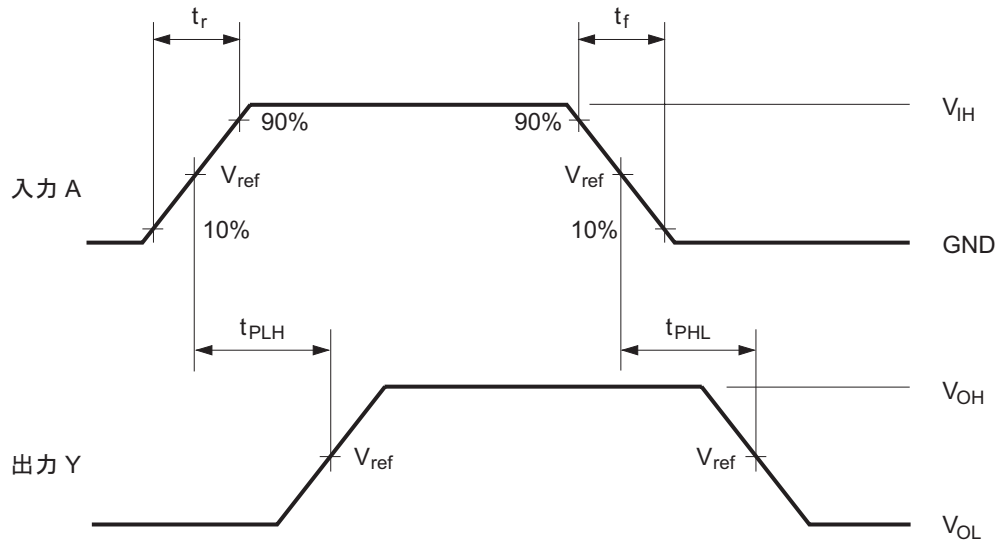 tr
tf
VIH
90%
90%
Vref
Vref
入力 A
10%
10%
GND
tPLH
tPHL
VOH
Vref
Vref
出力 Y
VOL